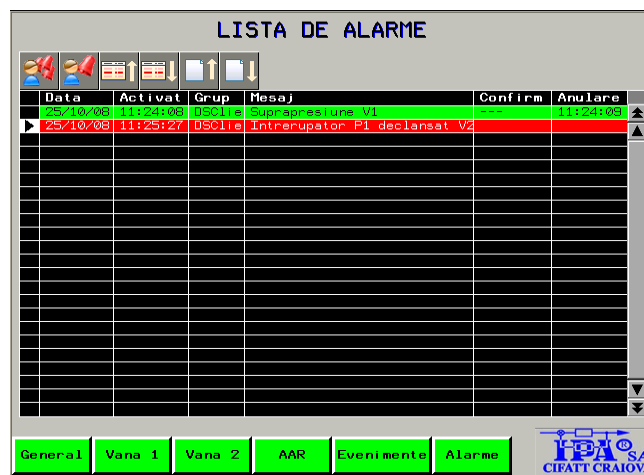 LISTA DE ALARME
Data Activat Grup Mesaj Confirm Anulare
25/10/08 11:24:08 DSClie Suprapresiune V1 --- 11:24:09
25/10/08 11:25:27 DSClie Intrerupator P1 declansat V2
General Vana 1 Vana 2 AAR Evenimente Alarme
IPA® SA
CIFATT CRAIOV